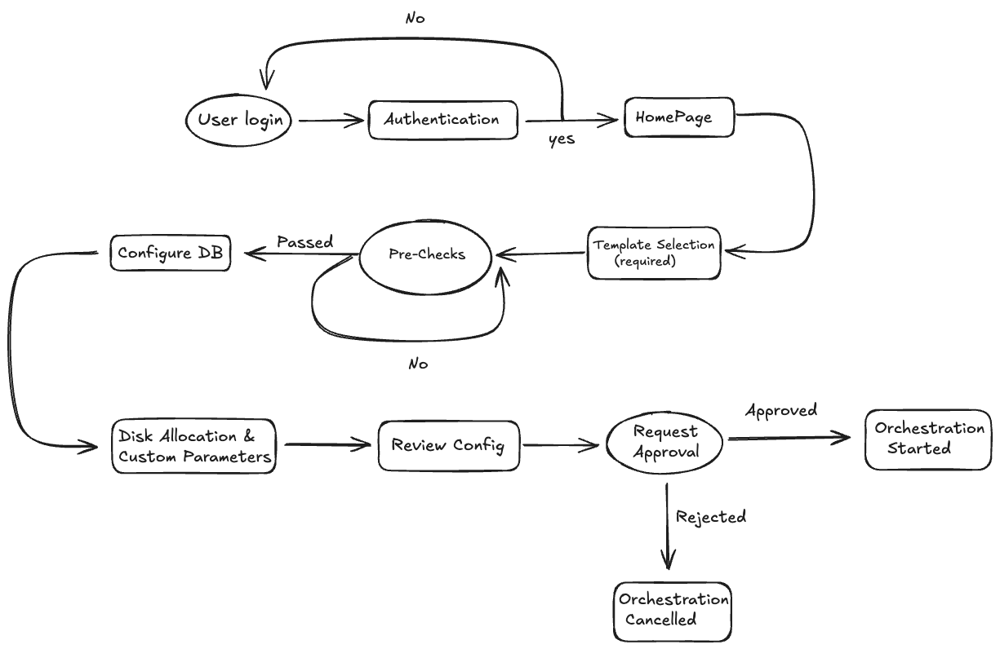 No
User login
Authentication
yes
HomePage
Configure DB
Passed
Pre-Checks
Template Selection
(required)
No
Disk Allocation &
Custom Parameters
Review Config
Request
Approval
Approved
Orchestration
Started
Rejected
Orchestration
Cancelled